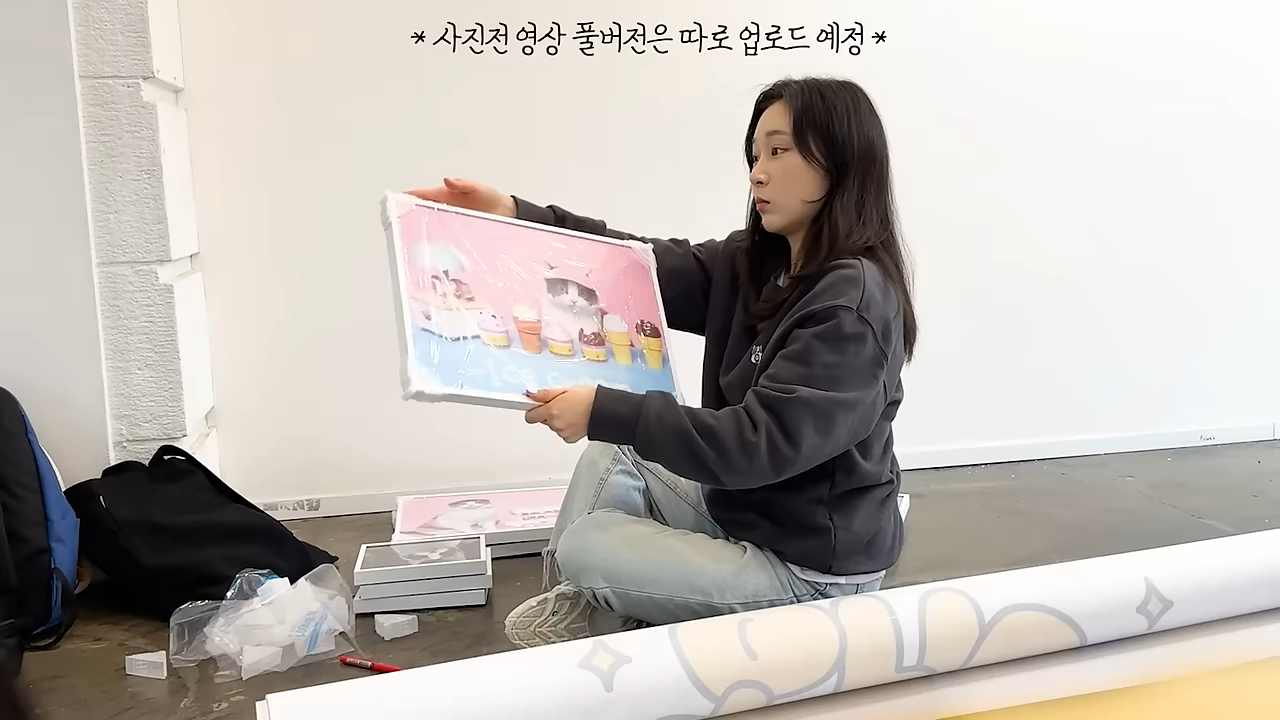 * 사진전 영상 풀버전은 따로 업로드 예정 *